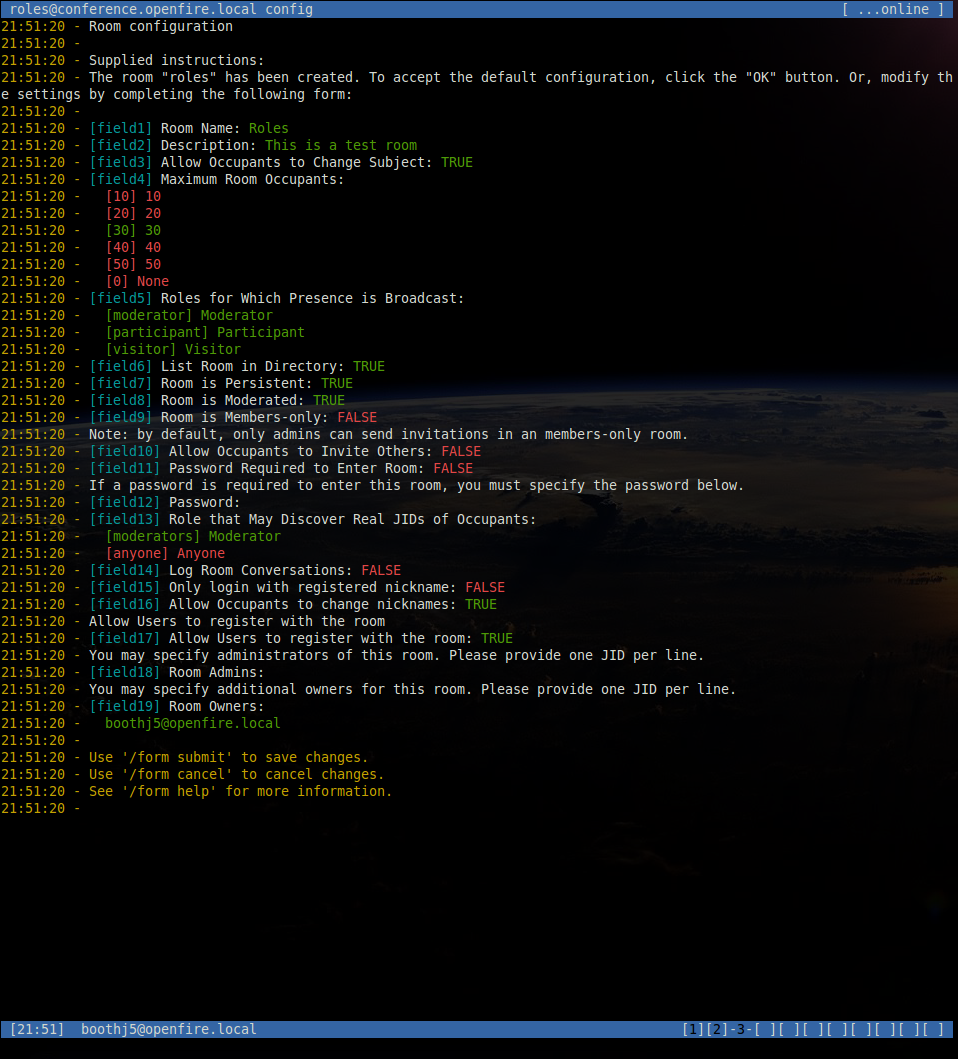 roles@conference.openfire.local config [ ...online ]
21:51:20 - Room configuration
21:51:20 -
21:51:20 - Supplied instructions:
21:51:20 - The room "roles" has been created. To accept the default configuration, click the "OK" button. Or, modify th
e settings by completing the following form:
21:51:20 -
21:51:20 - [field1] Room Name: Roles
21:51:20 - [field2] Description: This is a test room
21:51:20 - [field3] Allow Occupants to Change Subject: TRUE
21:51:20 - [field4] Maximum Room Occupants:
21:51:20 -   [10] 10
21:51:20 -   [20] 20
21:51:20 -   [30] 30
21:51:20 -   [40] 40
21:51:20 -   [50] 50
21:51:20 -   [0] None
21:51:20 - [field5] Roles for Which Presence is Broadcast:
21:51:20 -   [moderator] Moderator
21:51:20 -   [participant] Participant
21:51:20 -   [visitor] Visitor
21:51:20 - [field6] List Room in Directory: TRUE
21:51:20 - [field7] Room is Persistent: TRUE
21:51:20 - [field8] Room is Moderated: TRUE
21:51:20 - [field9] Room is Members-only: FALSE
21:51:20 - Note: by default, only admins can send invitations in an members-only room.
21:51:20 - [field10] Allow Occupants to Invite Others: FALSE
21:51:20 - [field11] Password Required to Enter Room: FALSE
21:51:20 - If a password is required to enter this room, you must specify the password below.
21:51:20 - [field12] Password:
21:51:20 - [field13] Role that May Discover Real JIDs of Occupants:
21:51:20 -   [moderators] Moderator
21:51:20 -   [anyone] Anyone
21:51:20 - [field14] Log Room Conversations: FALSE
21:51:20 - [field15] Only login with registered nickname: FALSE
21:51:20 - [field16] Allow Occupants to change nicknames: TRUE
21:51:20 - Allow Users to register with the room
21:51:20 - [field17] Allow Users to register with the room: TRUE
21:51:20 - You may specify administrators of this room. Please provide one JID per line.
21:51:20 - [field18] Room Admins:
21:51:20 - You may specify additional owners for this room. Please provide one JID per line.
21:51:20 - [field19] Room Owners:
21:51:20 -   boothj5@openfire.local
21:51:20 -
21:51:20 - Use '/form submit' to save changes.
21:51:20 - Use '/form cancel' to cancel changes.
21:51:20 - See '/form help' for more information.
21:51:20 -
[21:51]  boothj5@openfire.local [1][2]-3-[ ][ ][ ][ ][ ][ ][ ][ ]